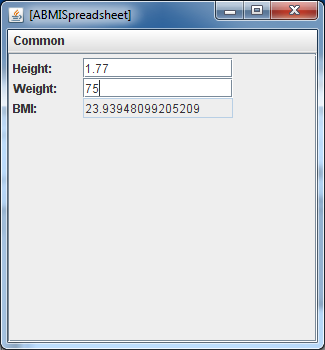 [ABMISpreadsheet]
Common
Height: 1.77
Weight: 75
BMI: 23.93948099205209